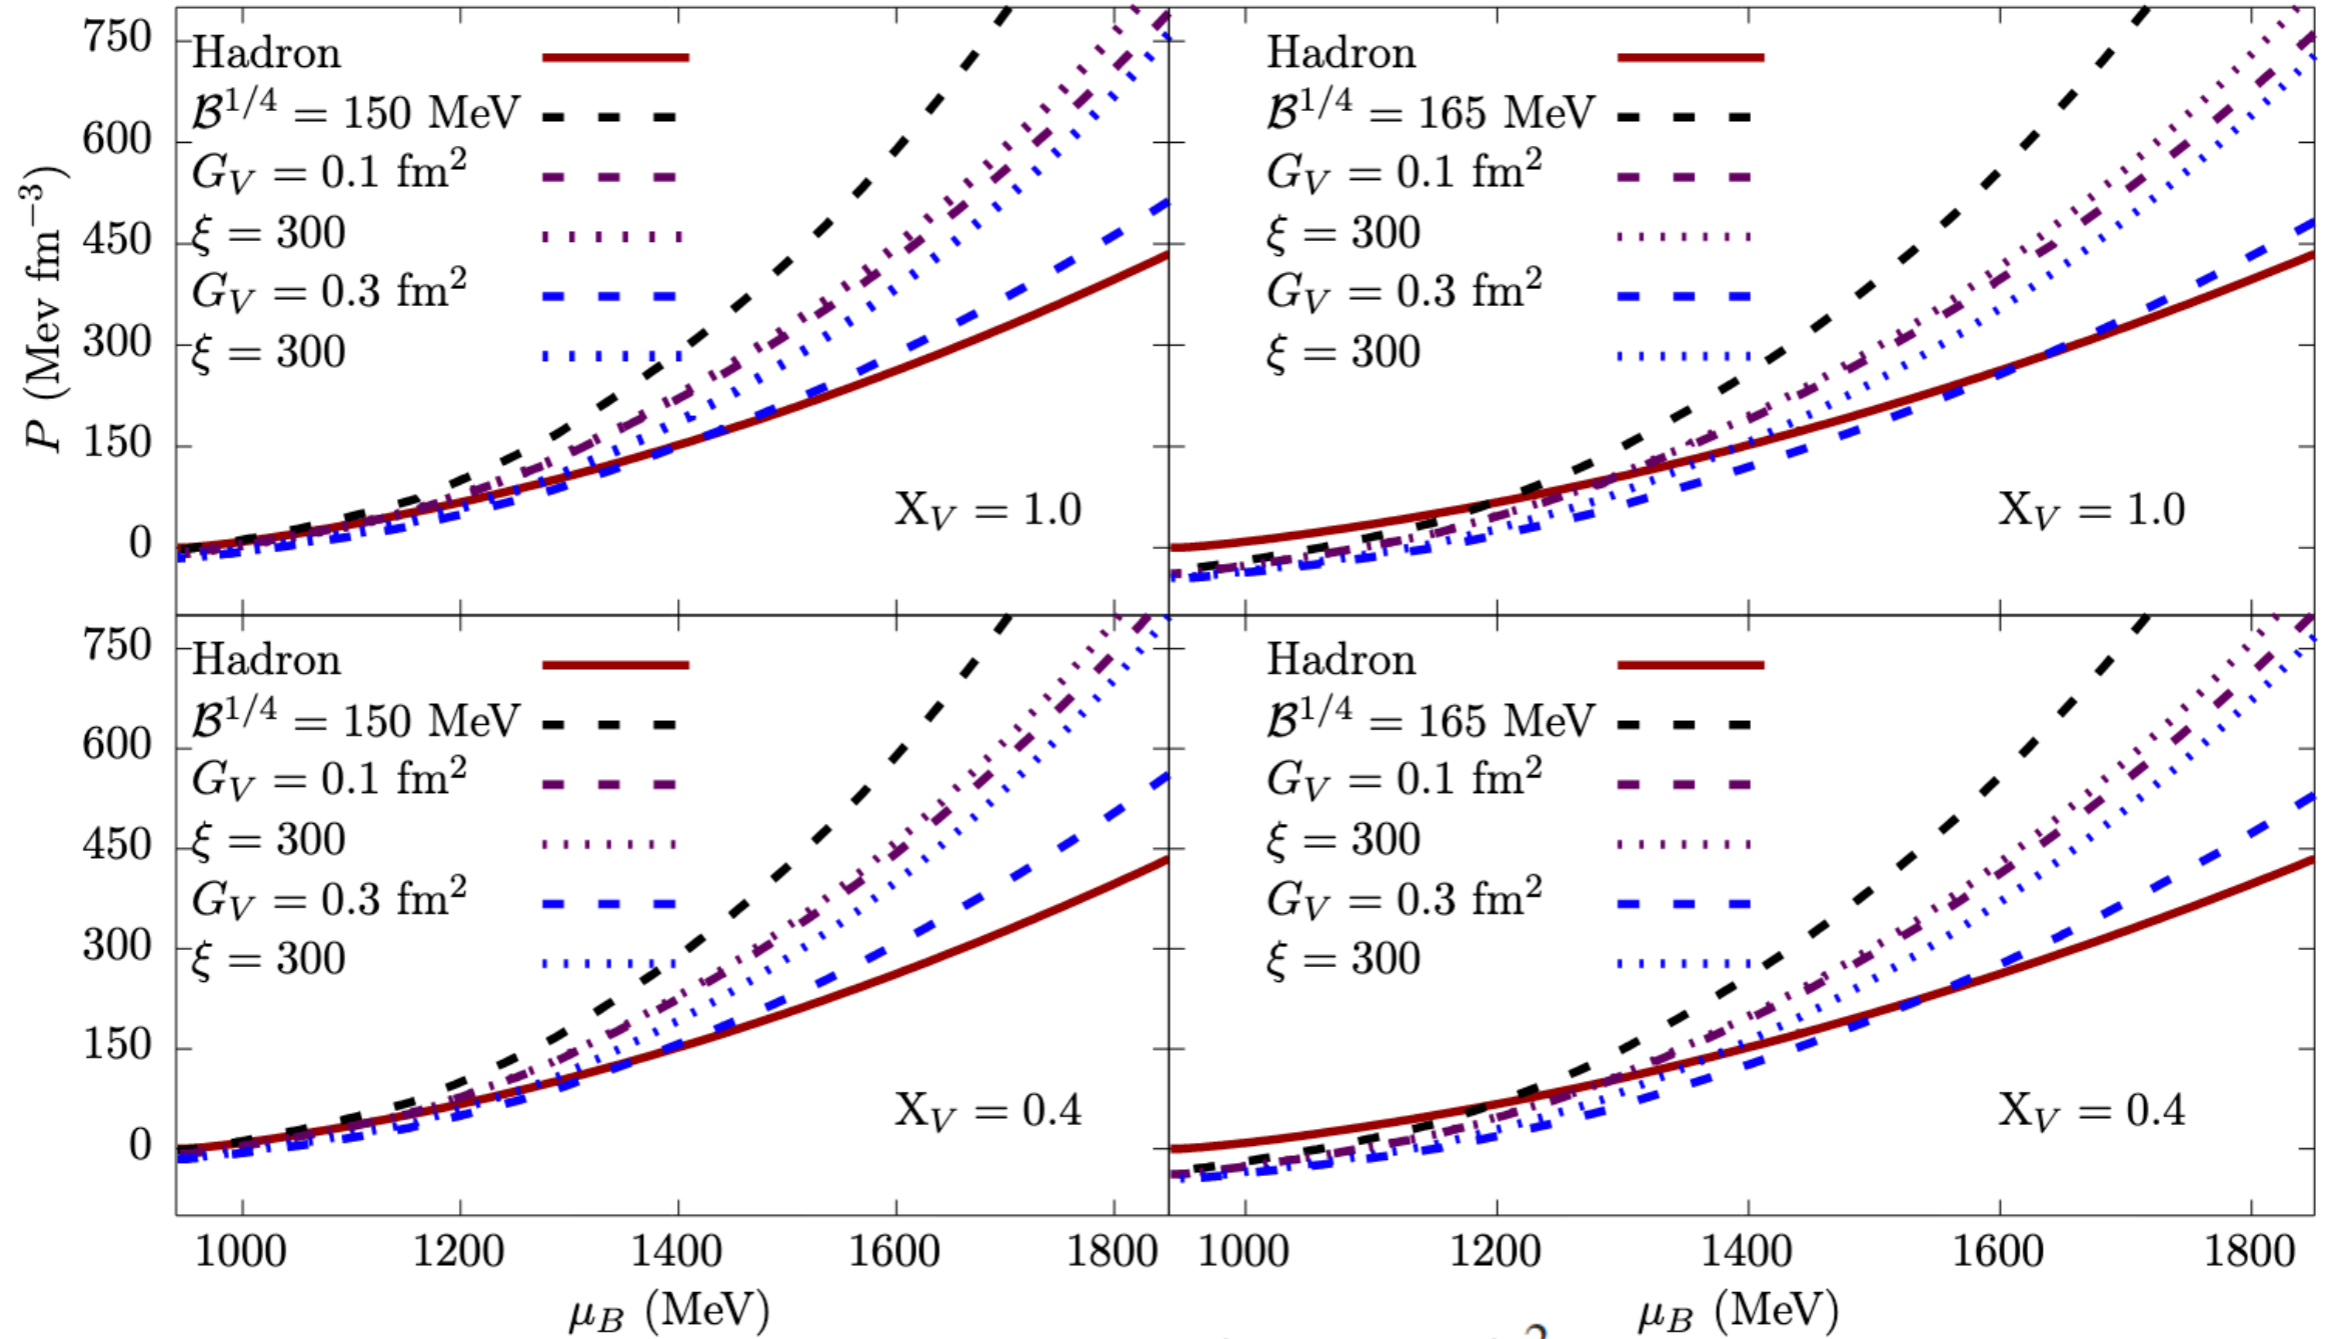 750
600
450
300
150
0
P (Mev fm−3)
Hadron
ℬ1/4 = 150 MeV
GV = 0.1 fm2
ξ = 300
GV = 0.3 fm2
ξ = 300
XV = 1.0
Hadron
ℬ1/4 = 165 MeV
GV = 0.1 fm2
ξ = 300
GV = 0.3 fm2
ξ = 300
XV = 1.0
750
600
450
300
150
0
Hadron
ℬ1/4 = 150 MeV
GV = 0.1 fm2
ξ = 300
GV = 0.3 fm2
ξ = 300
XV = 0.4
Hadron
ℬ1/4 = 165 MeV
GV = 0.1 fm2
ξ = 300
GV = 0.3 fm2
ξ = 300
XV = 0.4
1000 1200 1400 1600 1800
1000 1200 1400 1600 1800
μB (MeV)
μB (MeV)